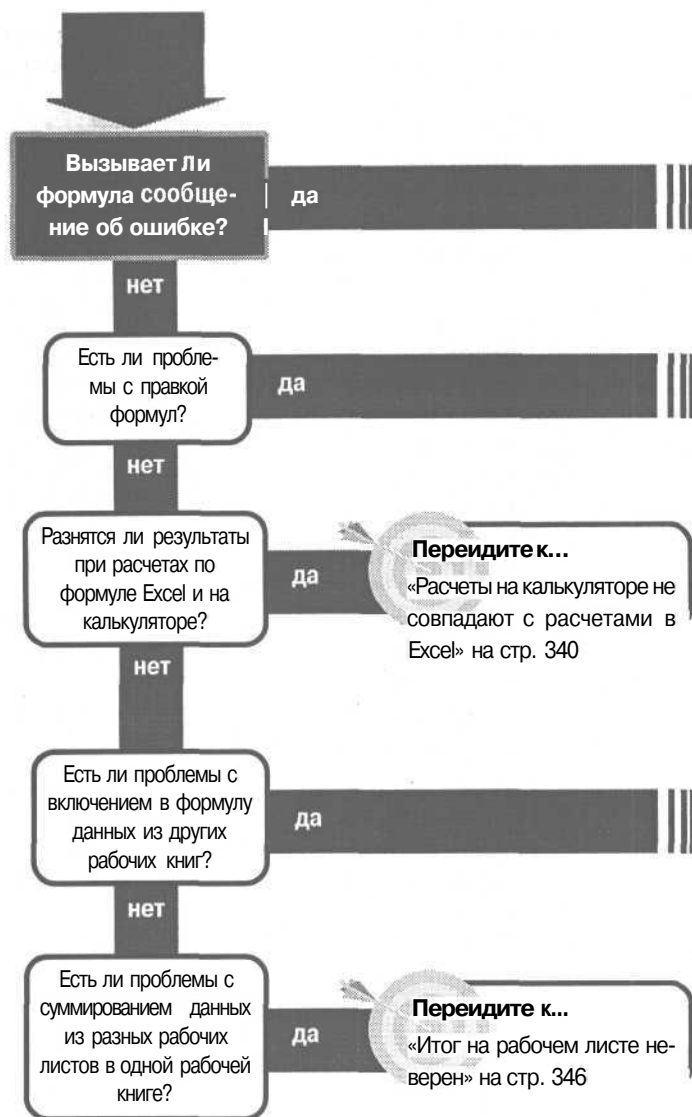 Вызывает ли
формула сообще-
ние об ошибке?
да
нет
Есть ли пробле-
мы с правкой
формул?
да
нет
Разнятся ли результаты
при расчетах по
формуле Excel и на
калькуляторе?
да
Переидите к...
«Расчеты на калькуляторе не
совпадают с расчетами в
Excel» на стр. 340
нет
Есть ли проблемы с
включением в формулу
данных из других
рабочих книг?
да
нет
Есть ли проблемы с
суммированием данных
из разных рабочих
листов в одной рабочей
книге?
да
Переидите к...
«Итог на рабочем листе не-
верен» на стр. 346